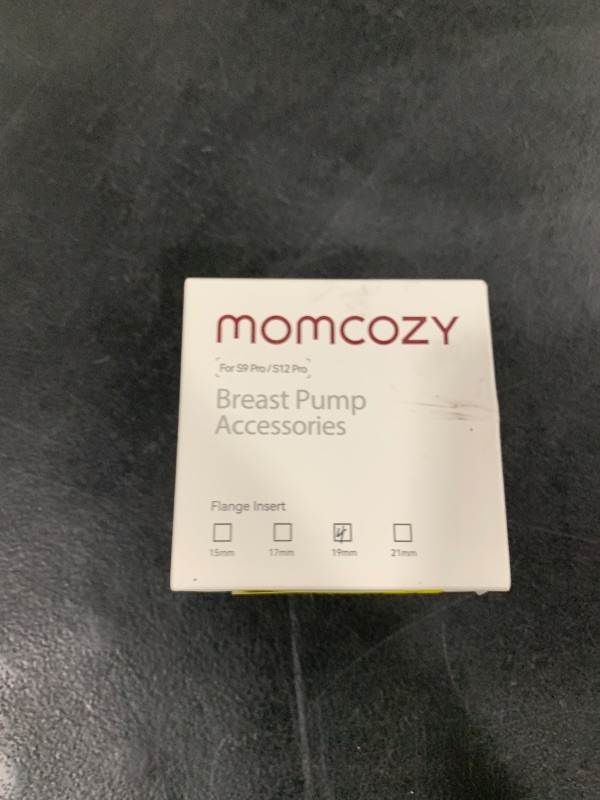 momcozy
For S9 Pro / S12 Pro
Breast Pump
Accessories
Flange Insert
15mm 17mm 19mm 21mm